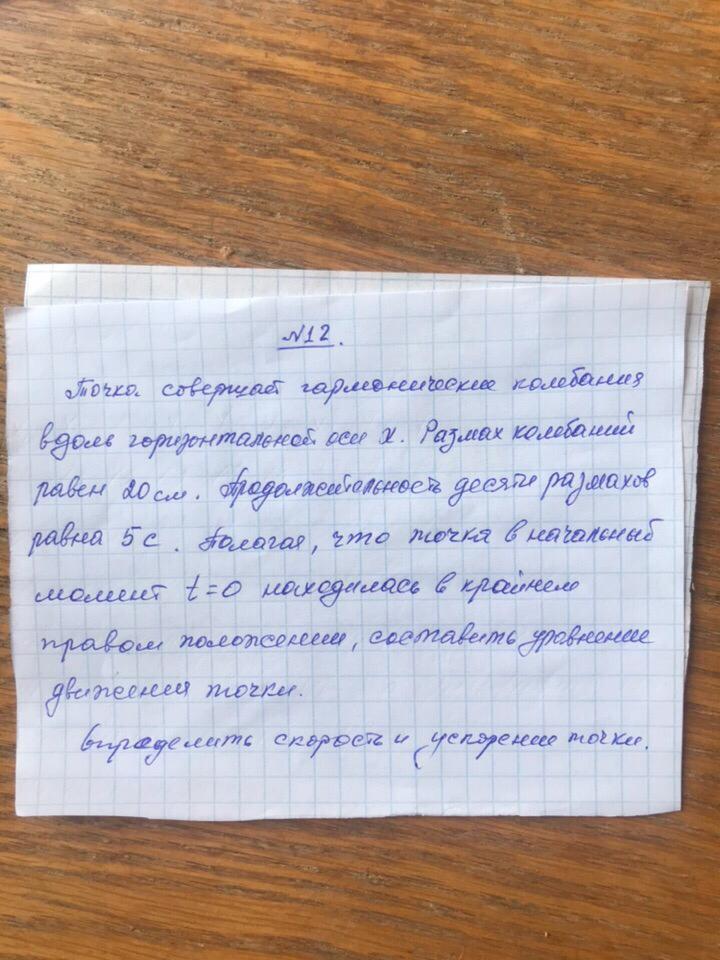 №12.
Точка совершает гармонические колебания
вдоль горизонтальной оси x. Размах колебаний
равен 20 см. Продолжительность десяти размахов
равна 5 с. Полагая, что точка в начальный
момент t=0 находилась в крайнем
правом положении, составить уравнение
движения точки.
Определить скорость и ускорение точки.